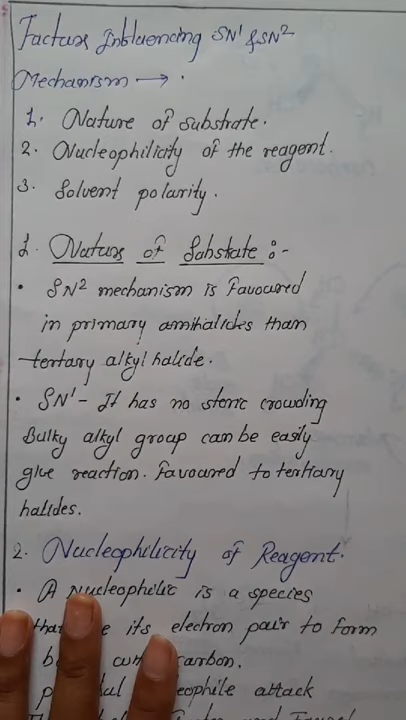 Factors Influencing SN¹ & SN²
Mechanism →
1. Nature of substrate.
2. Nucleophilicity of the reagent.
3. Solvent polarity.
1. Nature of Substate :-
• SN² mechanism is favoured
in primary than
tertary alkyl halide.
• SN¹ - It has no steric crowding
Bulky alkyl group can be easily
give reaction. Favoured to tertiary
halides.
2. Nucleophilicity of Reagent.
• A Nucleophilic is a species
its electron pair to form
carbon.
attack